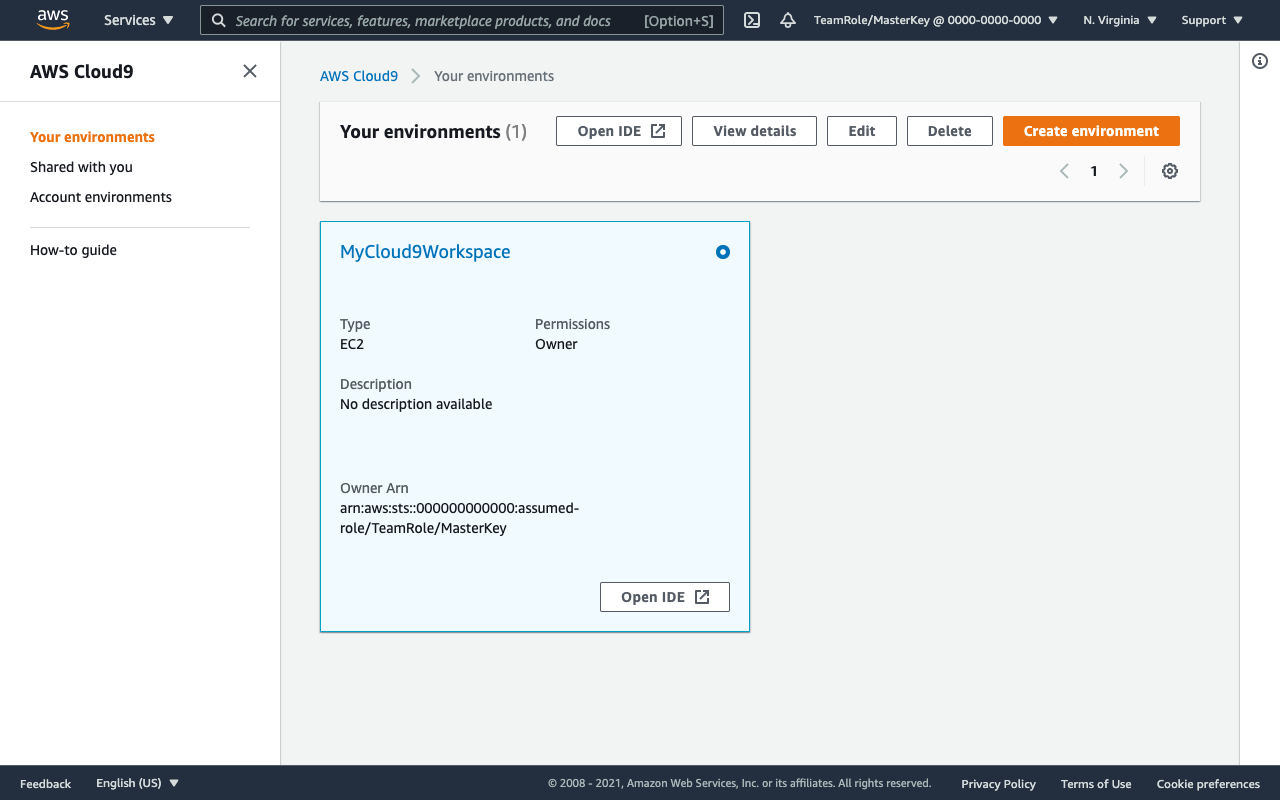 aws
Services
Search for services, features, marketplace products, and docs [Option+S]
TeamRole/MasterKey @ 0000-0000-0000
N. Virginia
Support
AWS Cloud9
Your environments
Shared with you
Account environments
How-to guide
AWS Cloud9 > Your environments
Your environments (1)
Open IDE
View details
Edit
Delete
Create environment
1
MyCloud9Workspace
Type
EC2
Permissions
Owner
Description
No description available
Owner Arn
arn:aws:sts::000000000000:assumed-
role/TeamRole/MasterKey
Open IDE
Feedback
English (US)
© 2008 - 2021, Amazon Web Services, Inc. or its affiliates. All rights reserved.
Privacy Policy
Terms of Use
Cookie preferences